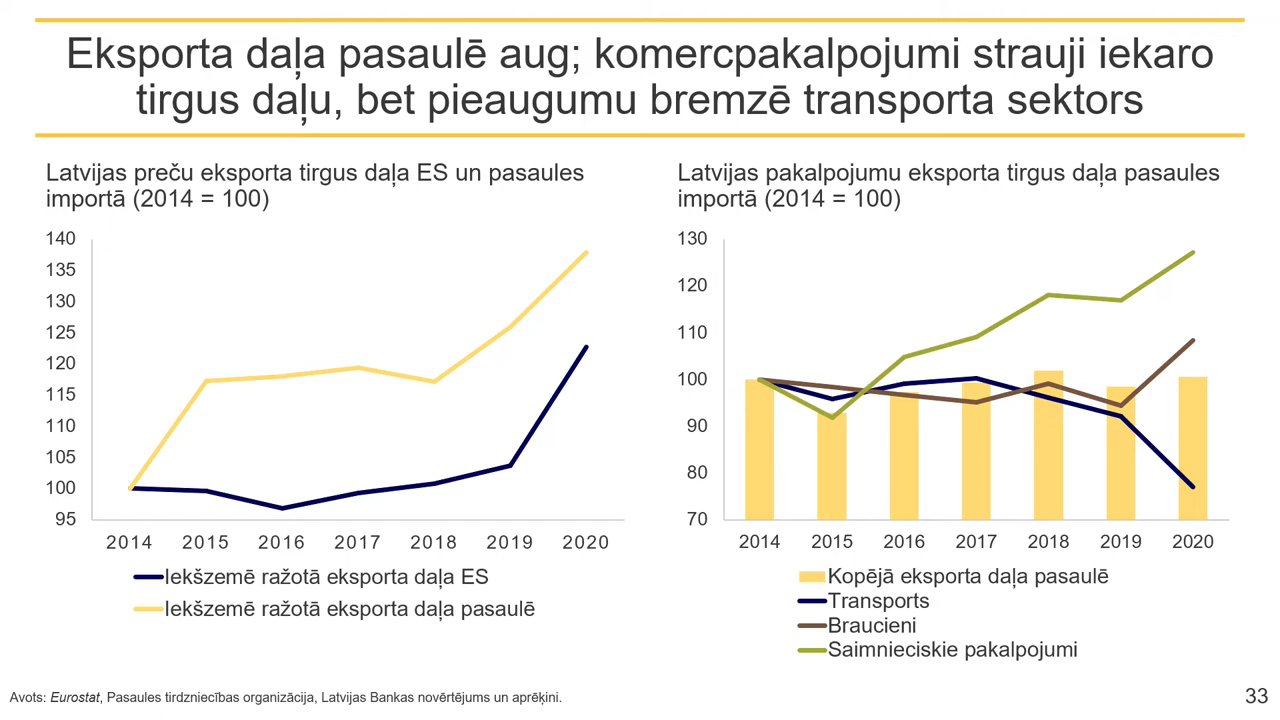 Eksporta daļa pasaulē aug; komercpakalpojumi strauji iekaro
tirgus daļu, bet pieaugumu bremzē transporta sektors
Latvijas preču eksporta tirgus daļa ES un pasaules
importā (2014 = 100)
140
135
130
125
120
115
110
105
100
95
2014 2015 2016 2017 2018 2019 2020
Iekšzemē ražotā eksporta daļa ES
Iekšzemē ražotā eksporta daļa pasaulē
Latvijas pakalpojumu eksporta tirgus daļa pasaules
importā (2014 = 100)
130
120
110
100
90
80
70
2014 2015 2016 2017 2018 2019 2020
Kopējā eksporta daļa pasaulē
Transports
Braucieni
Saimnieciskie pakalpojumi
Avots: Eurostat, Pasaules tirdzniecības organizācija, Latvijas Bankas novērtējums un aprēķini.
33